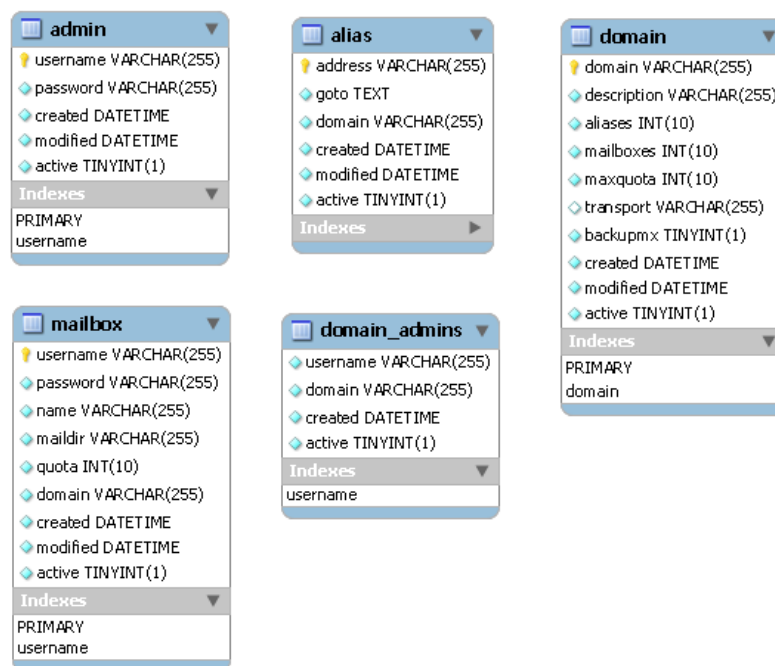 admin
username VARCHAR(255)
password VARCHAR(255)
created DATETIME
modified DATETIME
active TINYINT(1)
Indexes
PRIMARY
username
alias
address VARCHAR(255)
goto TEXT
domain VARCHAR(255)
created DATETIME
modified DATETIME
active TINYINT(1)
Indexes
domain
domain VARCHAR(255)
description VARCHAR(255)
aliases INT(10)
mailboxes INT(10)
maxquota INT(10)
transport VARCHAR(255)
backupmx TINYINT(1)
created DATETIME
modified DATETIME
active TINYINT(1)
Indexes
PRIMARY
domain
mailbox
username VARCHAR(255)
password VARCHAR(255)
name VARCHAR(255)
maildir VARCHAR(255)
quota INT(10)
domain VARCHAR(255)
created DATETIME
modified DATETIME
active TINYINT(1)
Indexes
PRIMARY
username
domain_admins
username VARCHAR(255)
domain VARCHAR(255)
created DATETIME
active TINYINT(1)
Indexes
username